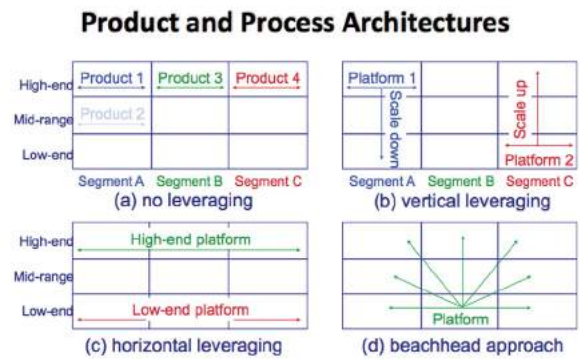 Product and Process Architectures
High-end
Product 1
Product 3
Product 4
Mid-range
Product 2
Low-end
Segment A
Segment B
Segment C
(a) no leveraging
Platform 1
Scale down
Scale up
Platform 2
Segment A
Segment B
Segment C
(b) vertical leveraging
High-end
High-end platform
Mid-range
Low-end
Low-end platform
(c) horizontal leveraging
Platform
(d) beachhead approach